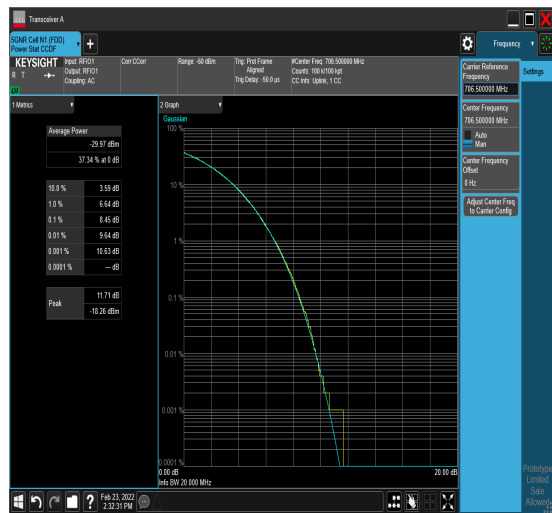 Transceiver A
5GNR Cell N1 (FDD)
Power Stat CCDF
Frequency
KEYSIGHT
R T
LXI
Input: RFIO1
Output: RFIO1
Coupling: AC
Corr CCorr
Range: -60 dBm
Trig: Prot Frame
Aligned
Trig Delay: -50.0 µs
#Center Freq: 706.500000 MHz
Counts: 100 k/100 kpt
CC Info: Uplink, 1 CC
1 Metrics
Average Power
-29.97 dBm
37.34 % at 0 dB
10.0 % 3.59 dB
1.0 % 6.64 dB
0.1 % 8.45 dB
0.01 % 9.64 dB
0.001 % 10.63 dB
0.0001 % --- dB
Peak
11.71 dB
-18.26 dBm
2 Graph
Gaussian
100 %
10 %
1 %
0.1 %
0.01 %
0.001 %
0.0001 %
0.00 dB
20.00 dB
Info BW 20.000 MHz
Carrier Reference
Frequency
706.500000 MHz
Center Frequency
706.500000 MHz
Auto
Man
Center Frequency
Offset
0 Hz
Adjust Center Freq
to Carrier Config
Settings
Prototype
Limited
Sale
Allowed
?
Feb 23, 2022
2:32:31 PM